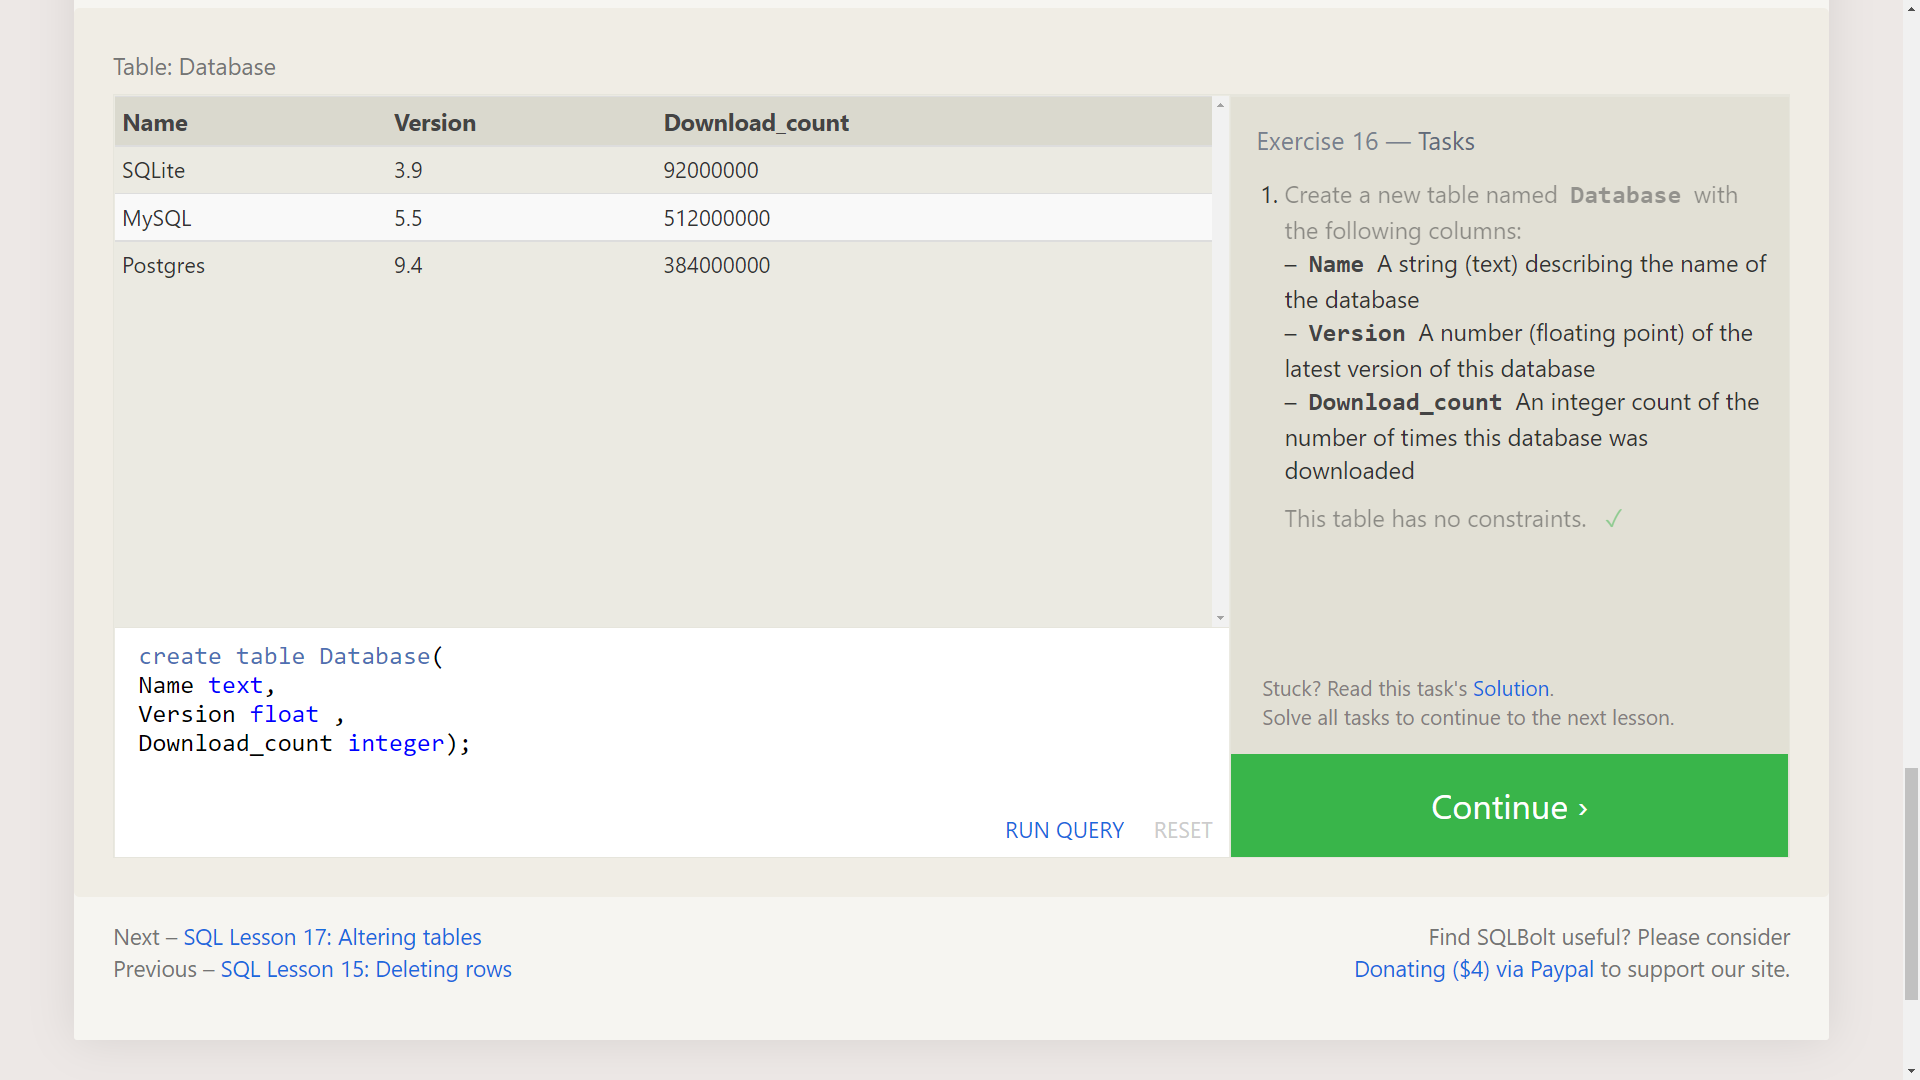 Table: Database
Name Version Download_count
SQLite 3.9 92000000
MySQL 5.5 512000000
Postgres 9.4 384000000
create table Database(
Name text,
Version float ,
Download_count integer);
RUN QUERY RESET
Exercise 16 — Tasks
1. Create a new table named Database with
the following columns:
– Name A string (text) describing the name of
the database
– Version A number (floating point) of the
latest version of this database
– Download_count An integer count of the
number of times this database was
downloaded
This table has no constraints. ✓
Stuck? Read this task's Solution.
Solve all tasks to continue to the next lesson.
Continue ›
Next – SQL Lesson 17: Altering tables
Previous – SQL Lesson 15: Deleting rows
Find SQLBolt useful? Please consider
Donating ($4) via Paypal to support our site.